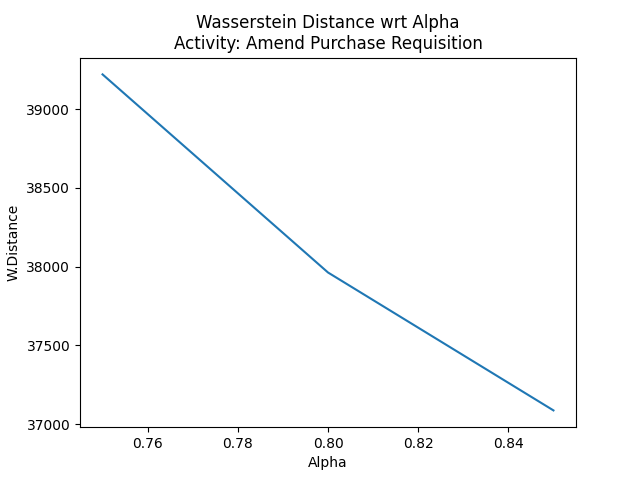 Wasserstein Distance wrt Alpha
Activity: Amend Purchase Requisition
39000
38500
38000
37500
37000
W.Distance
0.76 0.78 0.80 0.82 0.84
Alpha